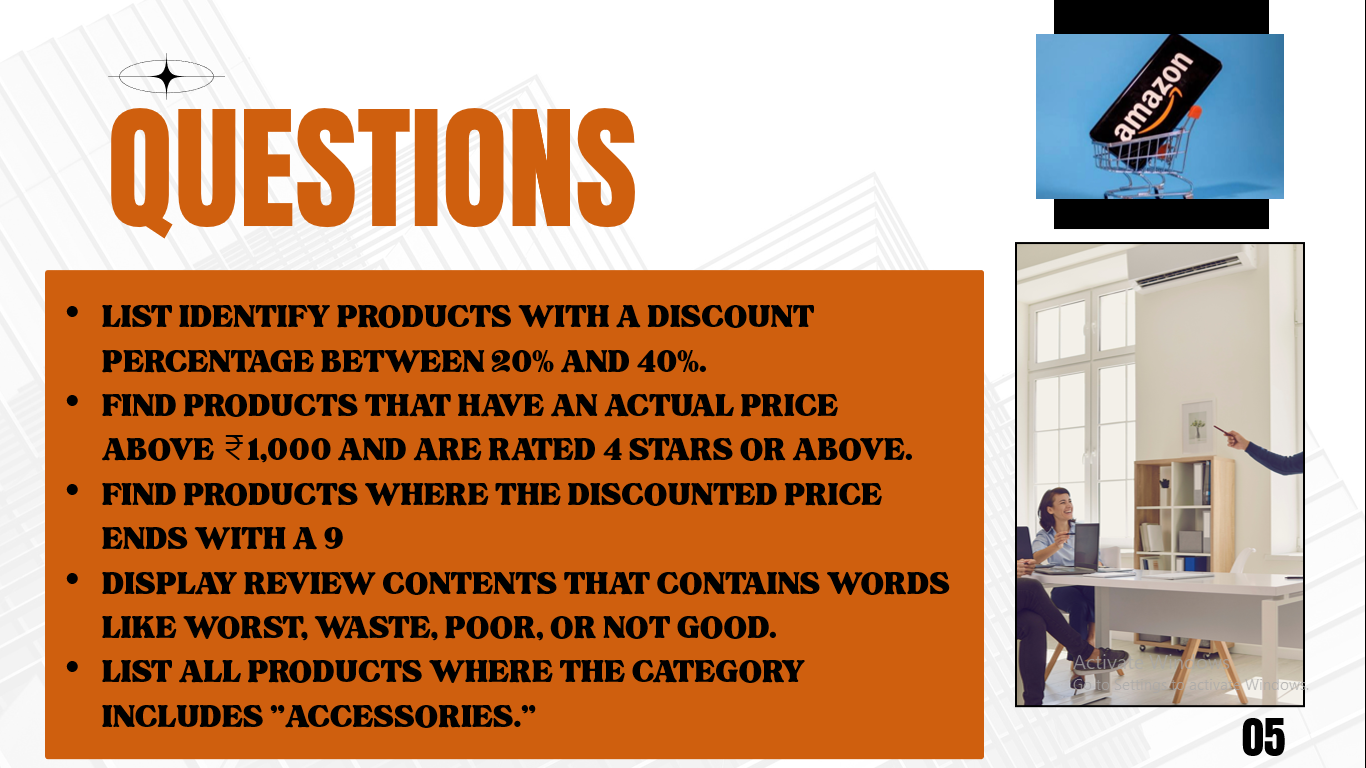 amazon
QUESTIONS
• LIST IDENTIFY PRODUCTS WITH A DISCOUNT
PERCENTAGE BETWEEN 20% AND 40%.
• FIND PRODUCTS THAT HAVE AN ACTUAL PRICE
ABOVE ₹1,000 AND ARE RATED 4 STARS OR ABOVE.
• FIND PRODUCTS WHERE THE DISCOUNTED PRICE
ENDS WITH A 9
• DISPLAY REVIEW CONTENTS THAT CONTAINS WORDS
LIKE WORST, WASTE, POOR, OR NOT GOOD.
• LIST ALL PRODUCTS WHERE THE CATEGORY
INCLUDES ”ACCESSORIES.”
Activate Windows
Go to Settings to activate Windows.
05